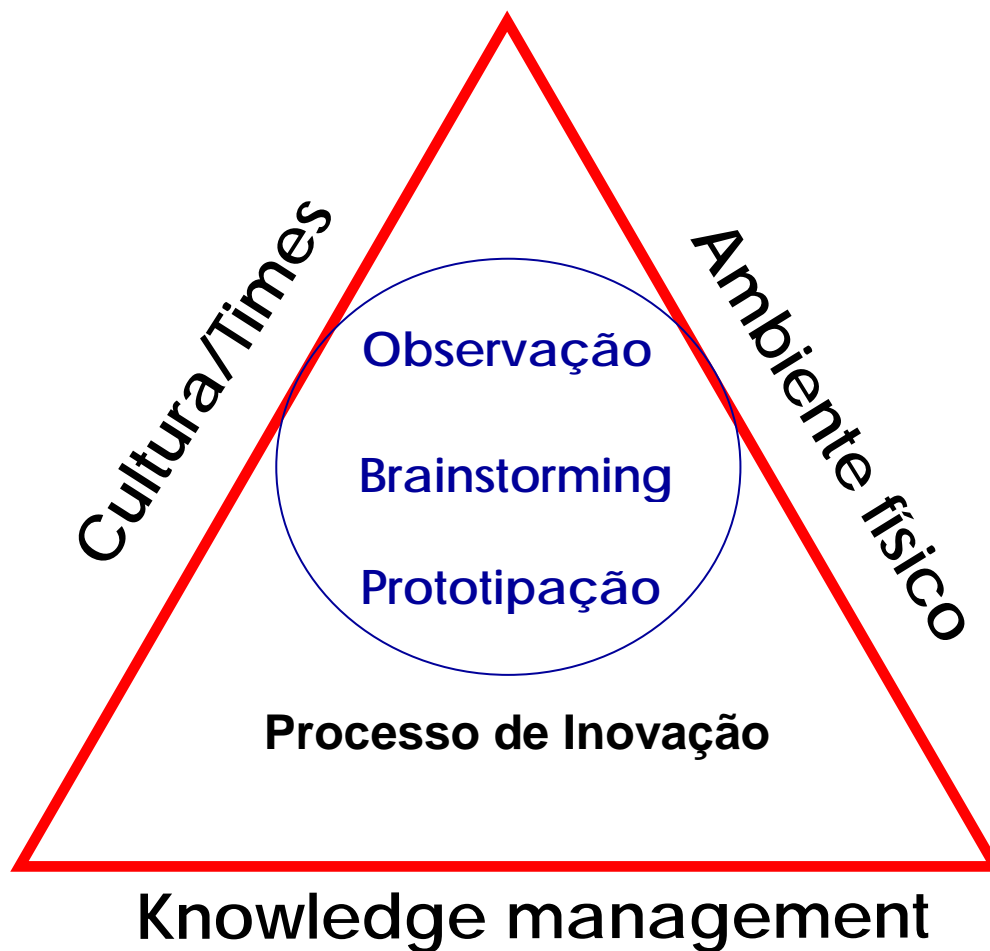 Cultura/Times
Ambiente físico
Observação
Brainstorming
Prototipação
Processo de Inovação
Knowledge management